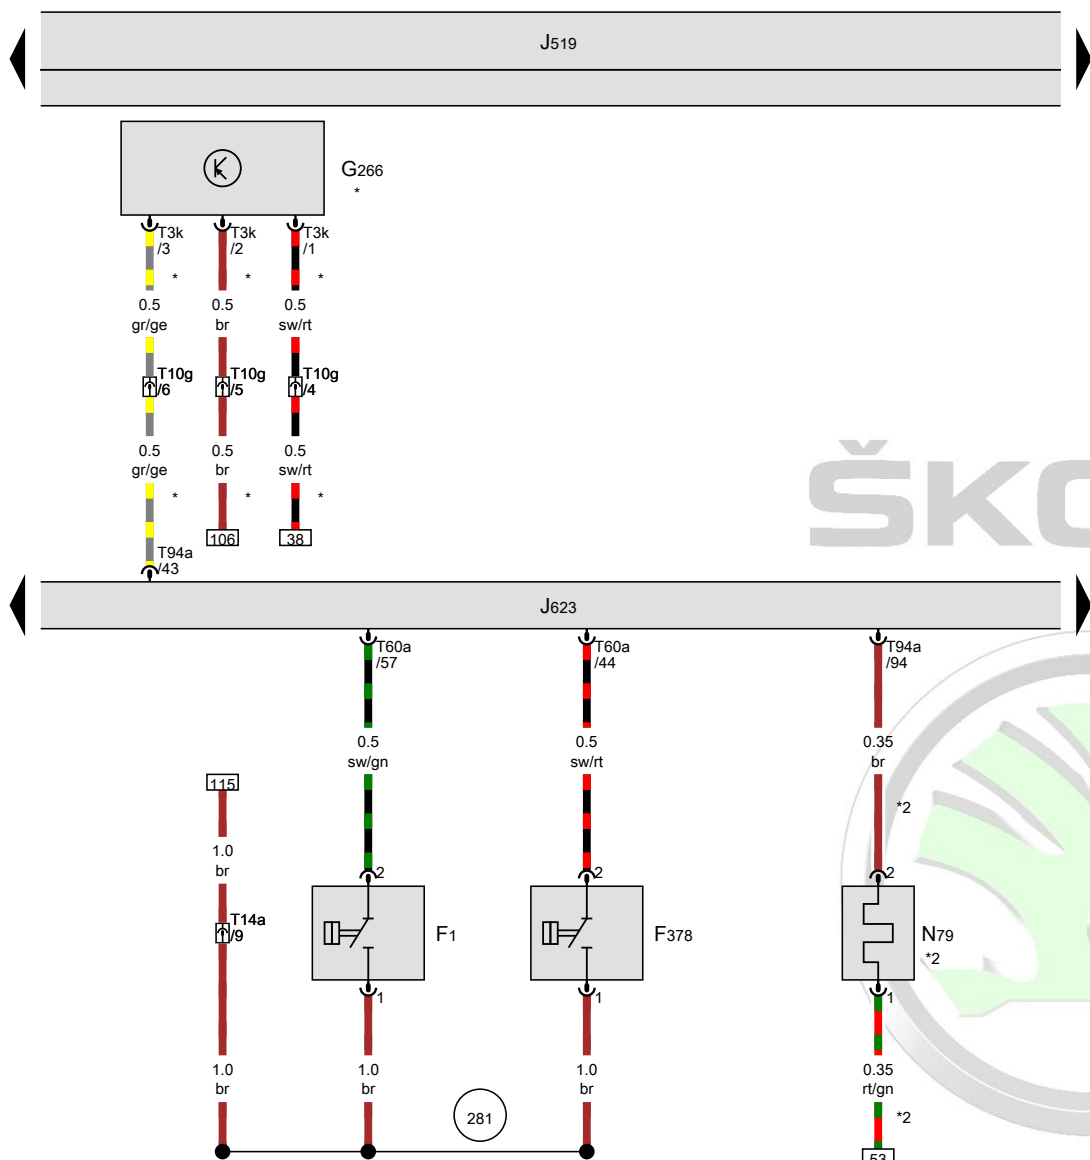 J519
G266
*
T3k
/3
T3k
/2
T3k
/1
* * *
0.5 0.5 0.5
gr/ge br sw/rt
T10g
/6
T10g
/5
T10g
/4
0.5 0.5 0.5
gr/ge br sw/rt
* * *
106 38
T94a
/43
ŠKO
J623
T60a
/57
T60a
/44
T94a
/94
0.5 0.5 0.35
sw/gn sw/rt br
115
*2
1.0
br
2 2 2
T14a
/9
F1
F378
N79
*2
1 1 1
1.0 1.0 1.0 0.35
br br br rt/gn
281
*2
53